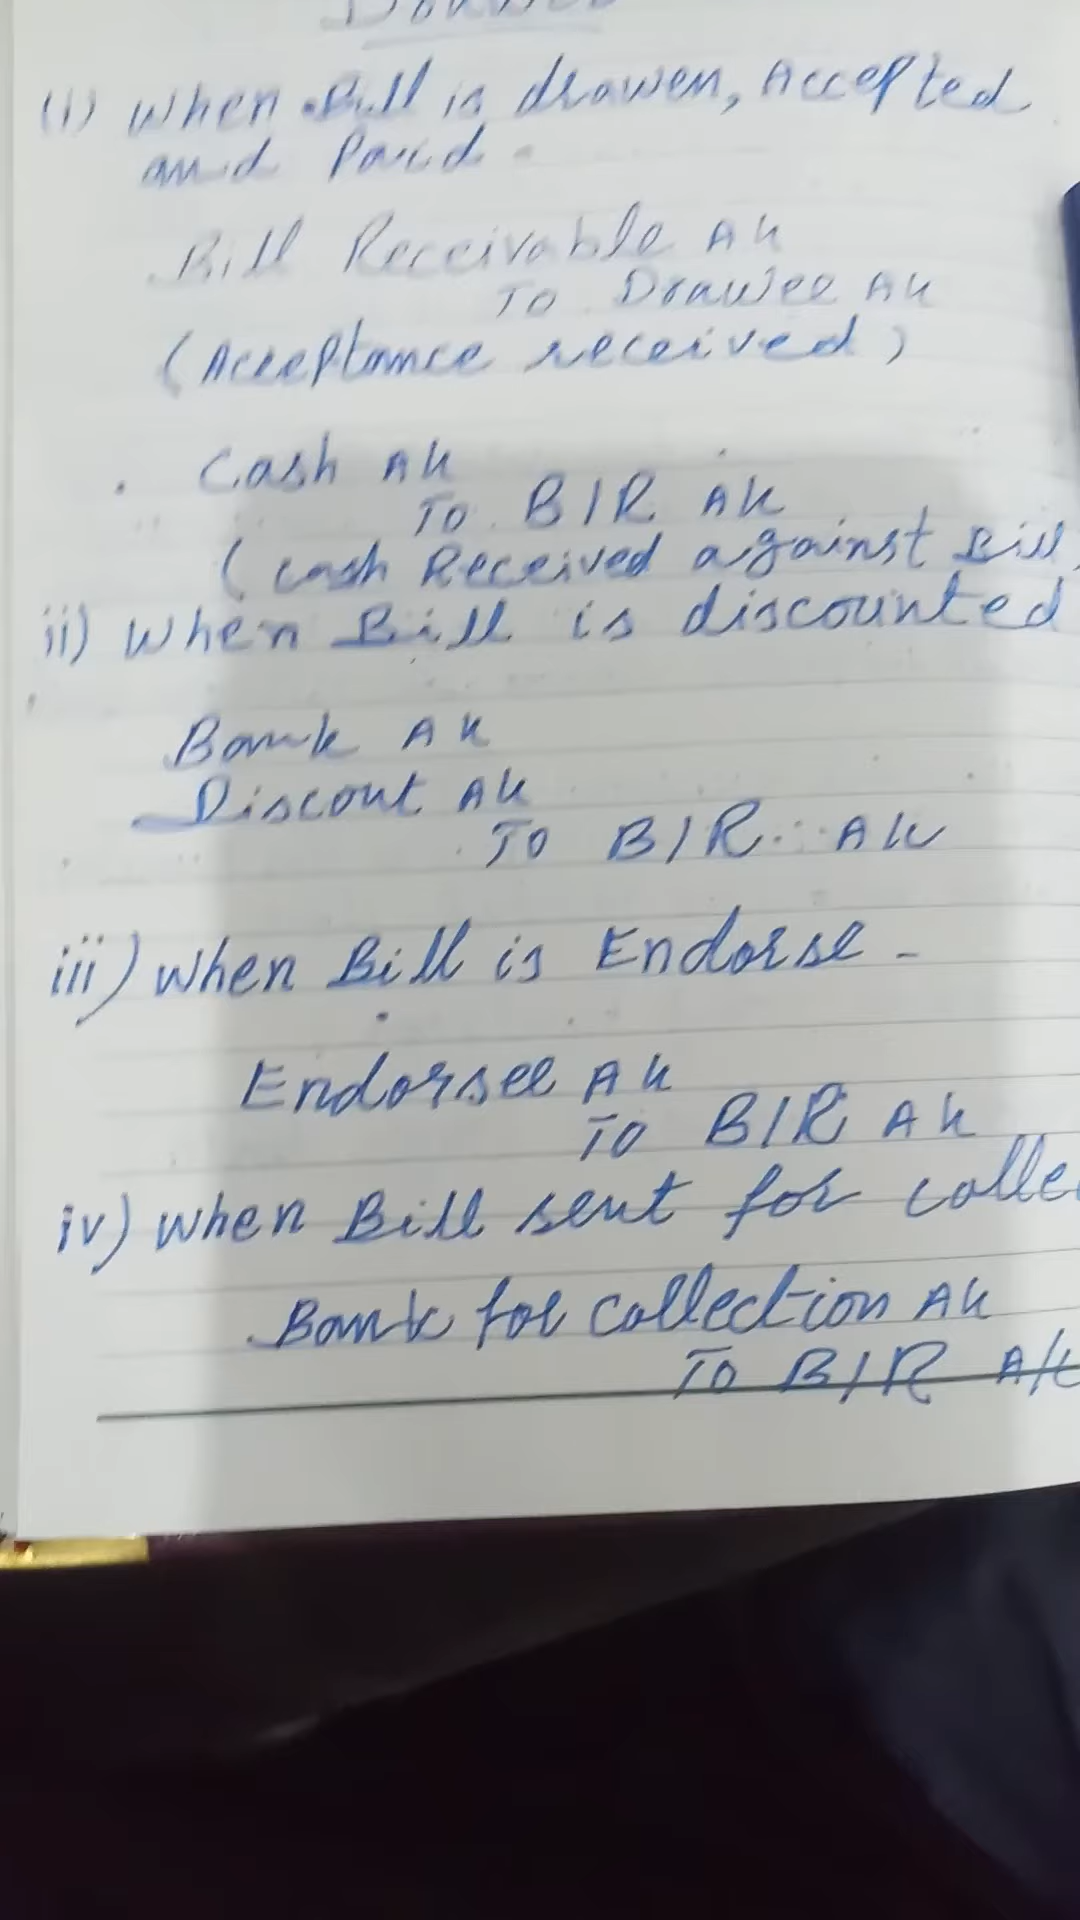 (i) When Bill is drawen, Accepted
and Paid.
Bill Receivable A/c
To Drawee A/c
(Acceptance received)
Cash A/c
To B/R A/c
(Cash Received against Bill
ii) When Bill is discounted
Bank A/c
Discout A/c
To B/R A/c
iii) When Bill is Endorse -
Endorsee A/c
To B/R A/c
iv) When Bill sent for colle
Bank for collection A/c
To B/R A/c